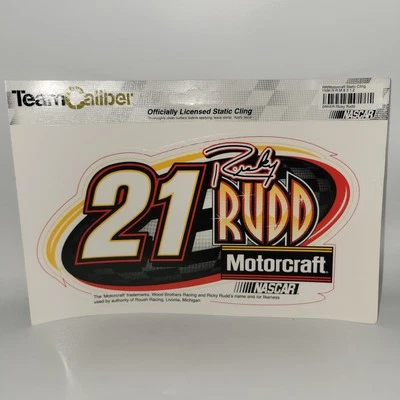 TeamCaliber
Officially Licensed Static Cling
NASCAR
21
Ricky
RUDD
Motorcraft
NASCAR
The "Motorcraft" trademarks, Wood Brothers Racing and Ricky Rudd's name and /or likeness
used by authority of Roush Racing, Livonia, Michigan.